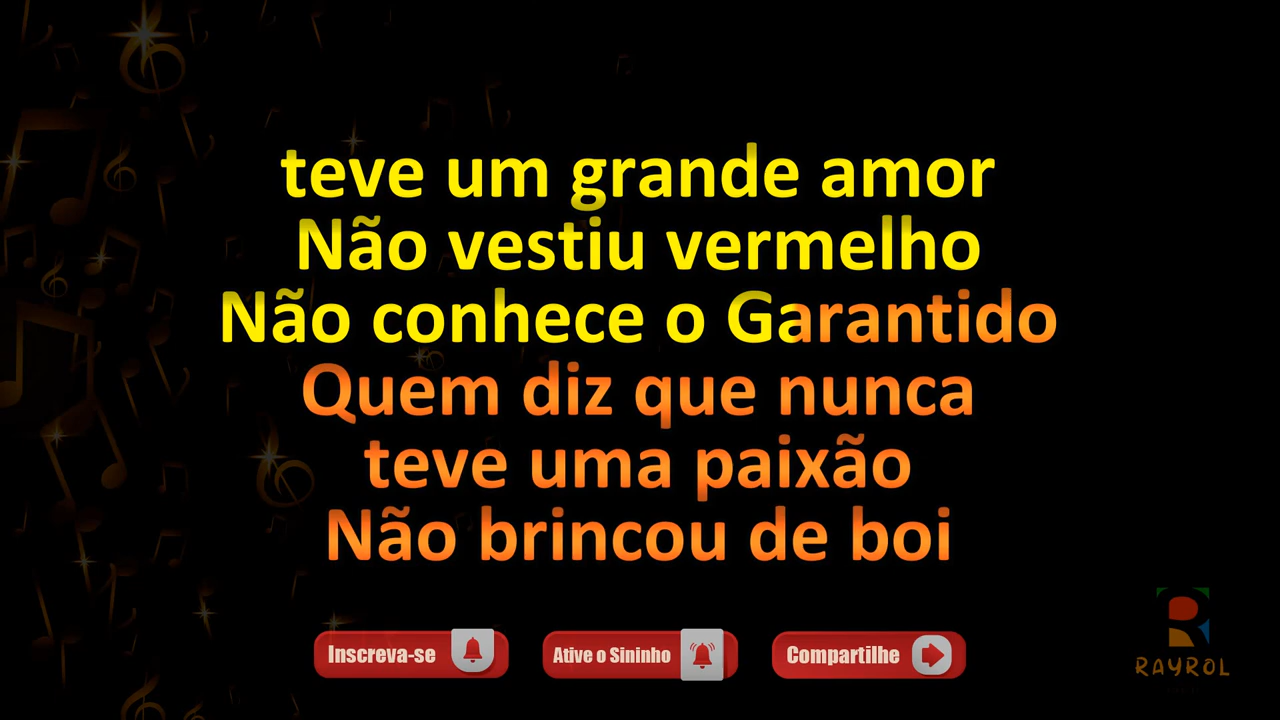 teve um grande amor
Não vestiu vermelho
Não conhece o Garantido
Quem diz que nunca
teve uma paixão
Não brincou de boi
Inscreva-se
Ative o Sininho
Compartilhe
RAYROL